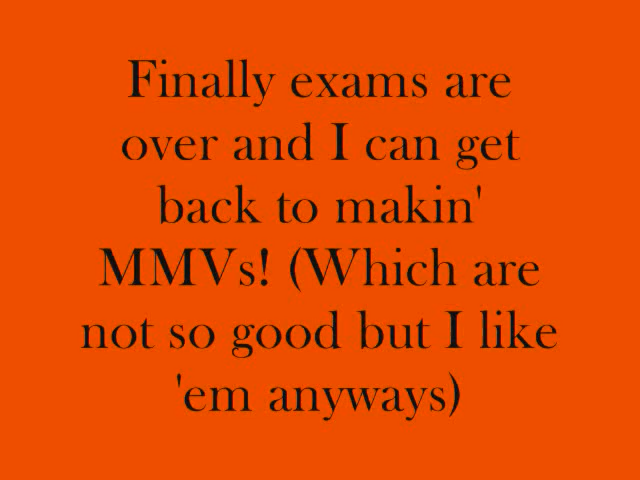 Finally exams are
over and I can get
back to makin'
MMVs! (Which are
not so good but I like
'em anyways)